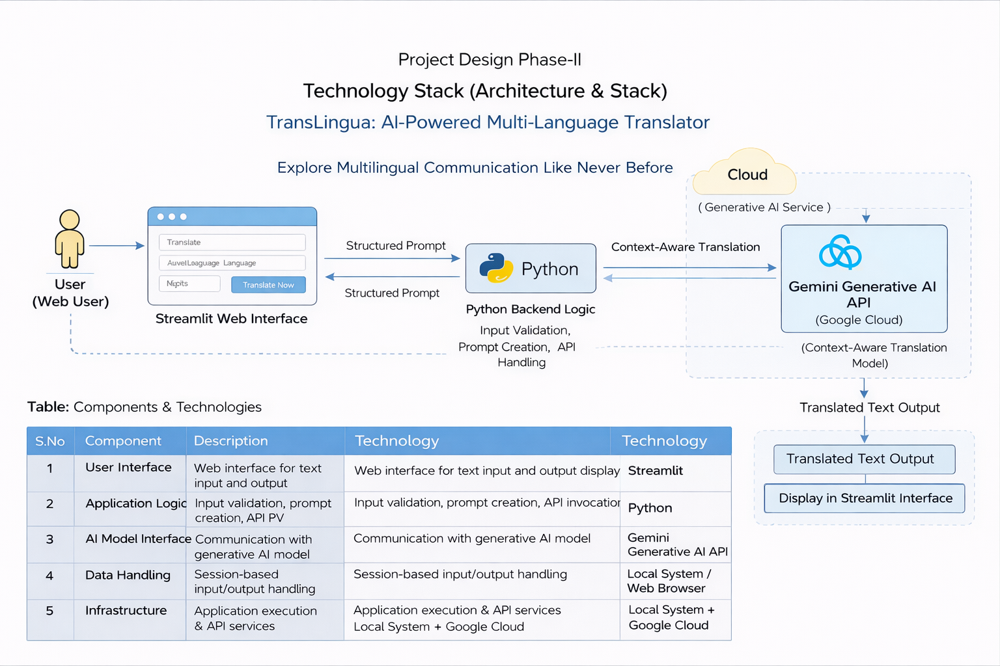 Project Design Phase-II
Technology Stack (Architecture & Stack)
TransLingua: AI-Powered Multi-Language Translator
Explore Multilingual Communication Like Never Before
Cloud
( Generative AI Service )
User
(Web User)
Translate
Language
Translate Now
Streamlit Web Interface
Structured Prompt
Structured Prompt
Python
Python Backend Logic
Input Validation,
Prompt Creation, API
Handling
Context-Aware Translation
Gemini Generative AI
API
(Google Cloud)
(Context-Aware Translation
Model)
Translated Text Output
Translated Text Output
Display in Streamlit Interface
Table: Components & Technologies
S.No Component Description Technology Technology
1 User Interface Web interface for text Web interface for text input and output display Streamlit
input and output
2 Application Logic Input validation, prompt Input validation, prompt creation, API invocation Python
creation, API PV
3 AI Model Interface Communication with Communication with generative AI model Gemini
generative AI model Generative AI API
4 Data Handling Session-based Session-based input/output handling Local System /
input/output handling Web Browser
5 Infrastructure Application execution Application execution & API services Local System +
& API services Local System + Google Cloud Google Cloud